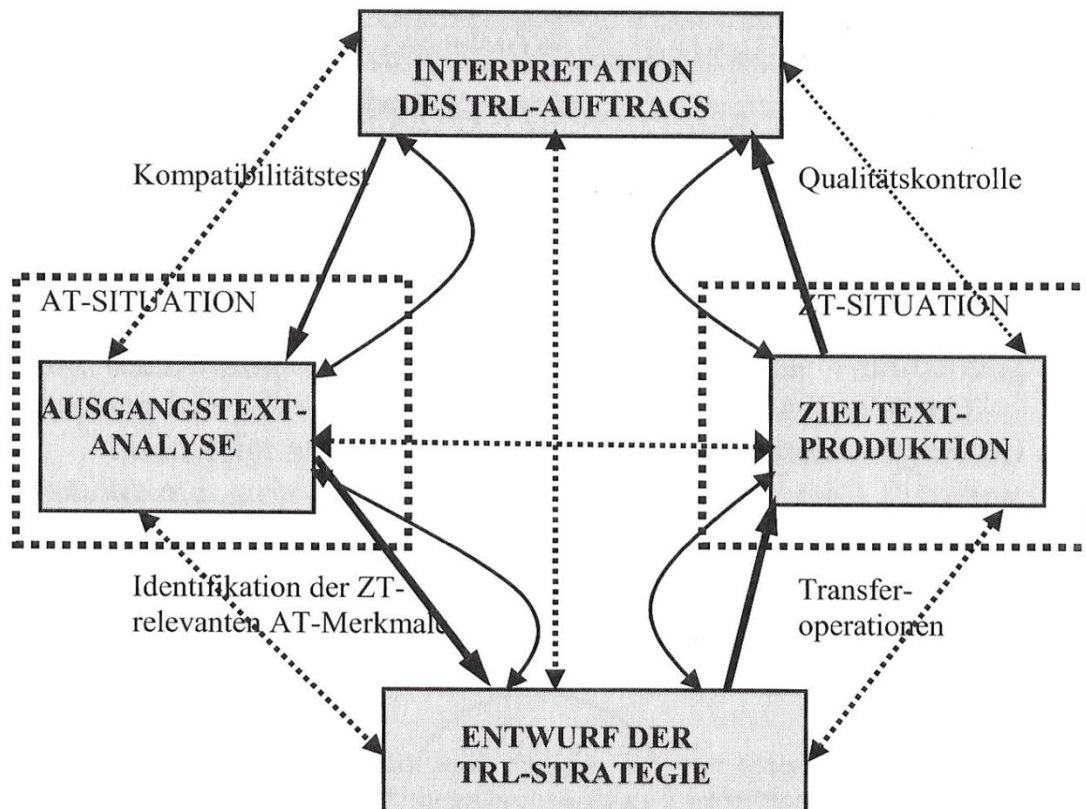 INTERPRETATION
DES TRL-AUFTRAGS
Kompatibilitätstest
Qualitätskontrolle
AT-SITUATION
ZT-SITUATION
AUSGANGSTEXT-
ANALYSE
ZIELTEXT-
PRODUKTION
Identifikation der ZT-
relevanten AT-Merkmale
Transfer-
operationen
ENTWURF DER
TRL-STRATEGIE